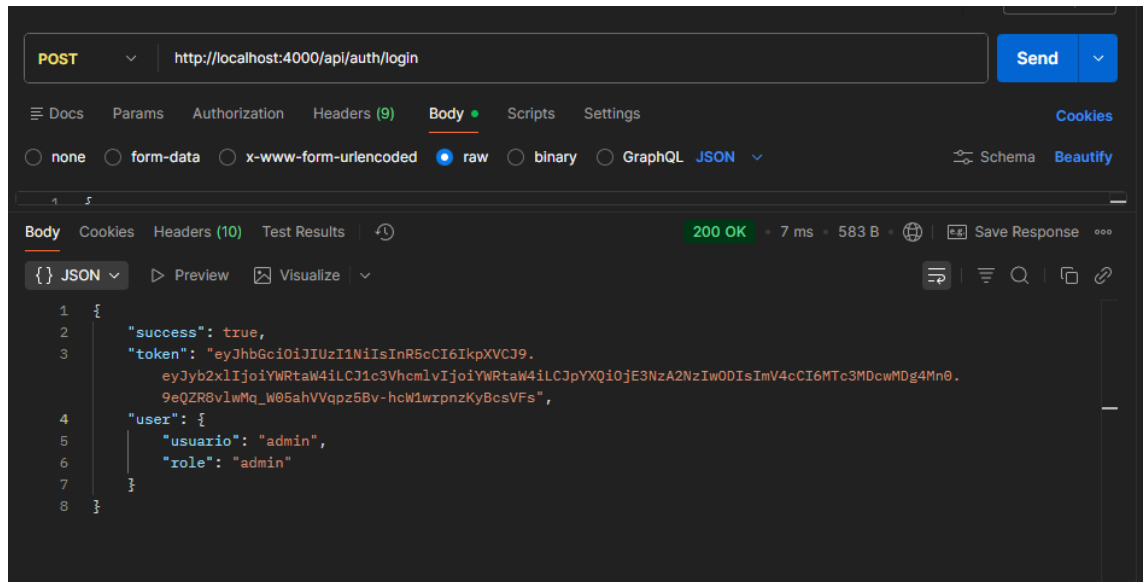 POST http://localhost:4000/api/auth/login Send
Docs Params Authorization Headers (9) Body Scripts Settings Cookies
none form-data x-www-form-urlencoded raw binary GraphQL JSON Schema Beautify
1 {
Body Cookies Headers (10) Test Results 200 OK 7 ms 583 B e.g. Save Response
{} JSON Preview Visualize
1 {
2 "success": true,
3 "token": "eyJhbGciOiJIUzI1NiIsInR5cCI6IkpXVCJ9.
eyJyb2xlIjoiYWRtaW4iLCJ1c3VhcmlvIjoiYWRtaW4iLCJpYXQiOjE3NzA2NzIwODIsImV4cCI6MTc3MDcwMDg4Mn0.
9eQZR8vlwMq_W05ahVVqpz5Bv-hcW1wrpnzKyBcsVFs",
4 "user": {
5 "usuario": "admin",
6 "role": "admin"
7 }
8 }